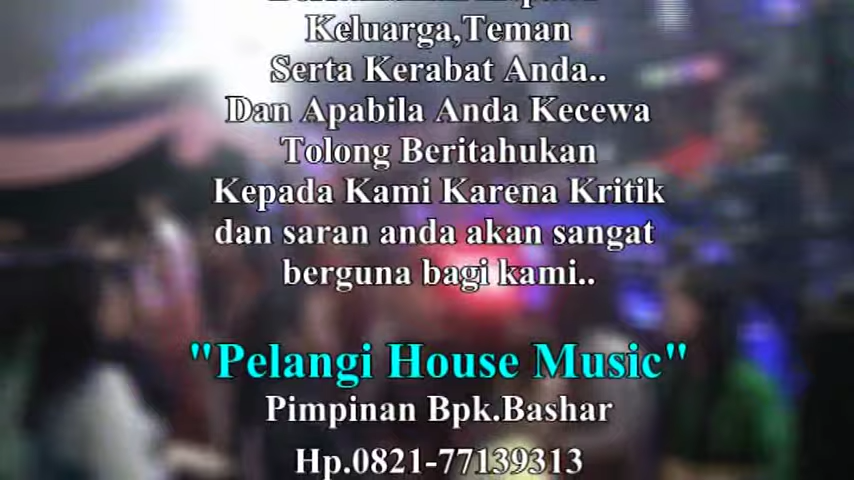 Keluarga,Teman
Serta Kerabat Anda..
Dan Apabila Anda Kecewa
Tolong Beritahukan
Kepada Kami Karena Kritik
dan saran anda akan sangat
berguna bagi kami..
"Pelangi House Music"
Pimpinan Bpk.Bashar
Hp.0821-77139313